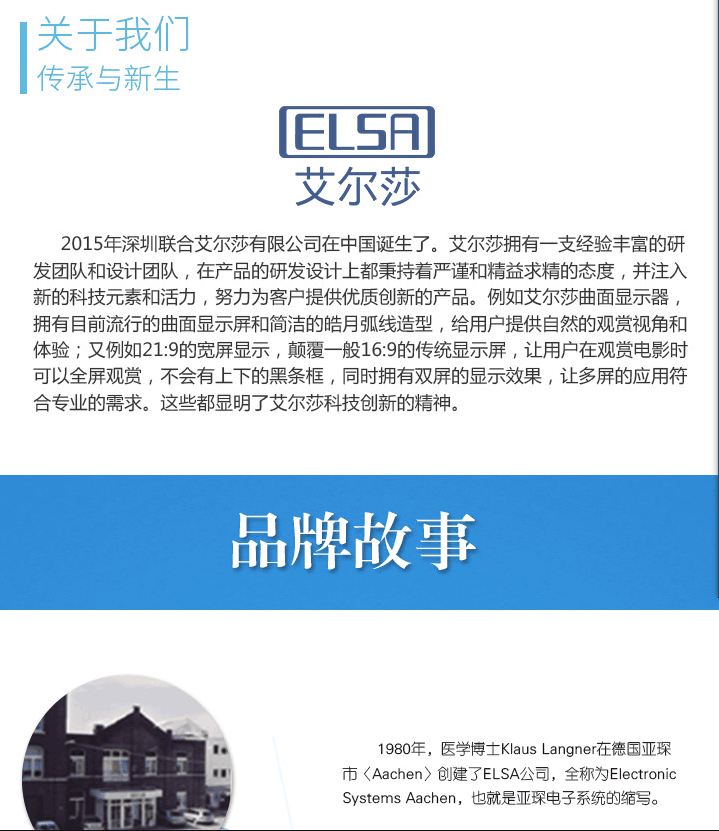 关于我们
传承与新生
ELSA
艾尔莎
2015年深圳联合艾尔莎有限公司在中国诞生了。艾尔莎拥有一支经验丰富的研
发团队和设计团队，在产品的研发设计上都秉持着严谨和精益求精的态度，并注入
新的科技元素和活力，努力为客户提供优质创新的产品。例如艾尔莎曲面显示器，
拥有目前流行的曲面显示屏和简洁的皓月弧线造型，给用户提供自然的观赏视角和
体验；又例如21:9的宽屏显示，颠覆一般16:9的传统显示屏，让用户在观赏电影时
可以全屏观赏，不会有上下的黑条框，同时拥有双屏的显示效果，让多屏的应用符
合专业的需求。这些都显明了艾尔莎科技创新的精神。
品牌故事
1980年，医学博士Klaus Langner在德国亚琛
市〈Aachen〉创建了ELSA公司，全称为Electronic
Systems Aachen，也就是亚琛电子系统的缩写。